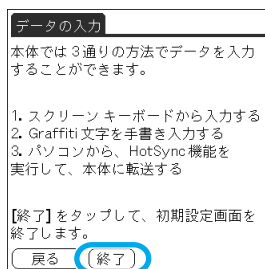 データの入力
本体では3通りの方法でデータを入力
することができます。
1. スクリーンキーボードから入力する
2. Graffiti文字を手書き入力する
3. パソコンから、HotSync機能を
実行して、本体に転送する
[終了]をタップして、初期設定画面を
終了します。
戻る 終了